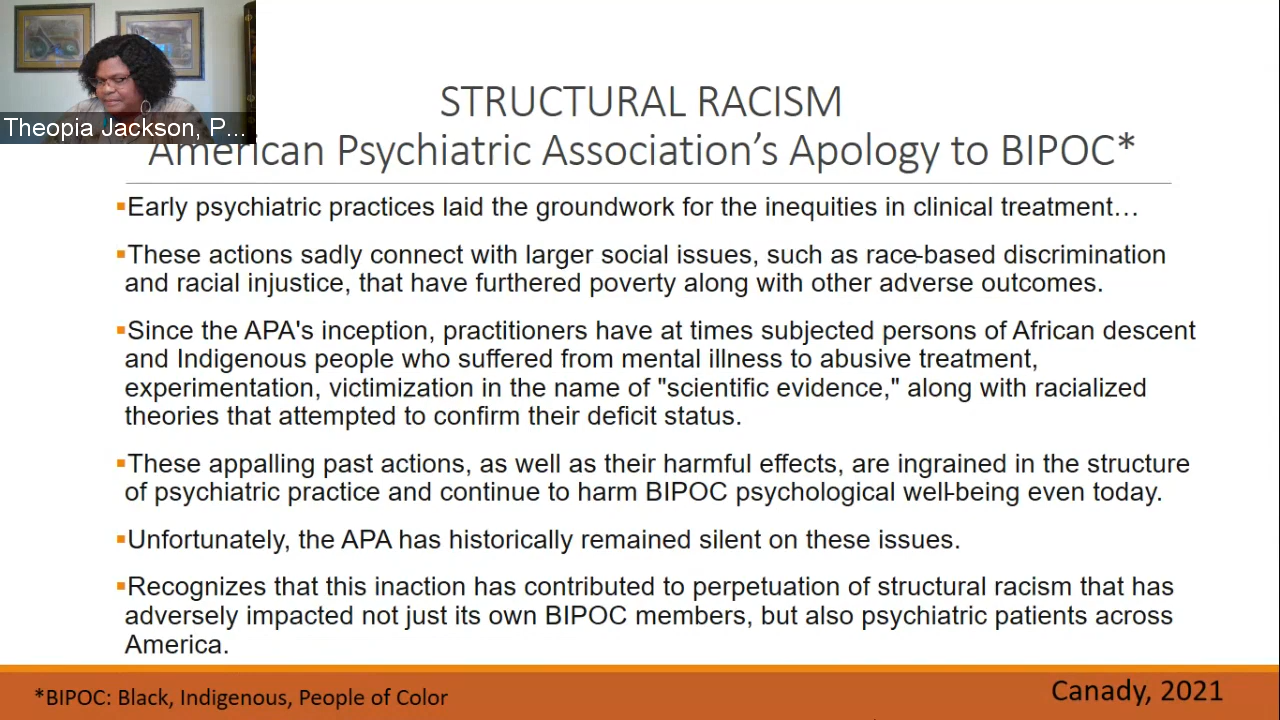 Theopia Jackson, P...
STRUCTURAL RACISM
American Psychiatric Association's Apology to BIPOC*
▪Early psychiatric practices laid the groundwork for the inequities in clinical treatment…
▪These actions sadly connect with larger social issues, such as race-based discrimination
and racial injustice, that have furthered poverty along with other adverse outcomes.
▪Since the APA's inception, practitioners have at times subjected persons of African descent
and Indigenous people who suffered from mental illness to abusive treatment,
experimentation, victimization in the name of "scientific evidence," along with racialized
theories that attempted to confirm their deficit status.
▪These appalling past actions, as well as their harmful effects, are ingrained in the structure
of psychiatric practice and continue to harm BIPOC psychological well-being even today.
▪Unfortunately, the APA has historically remained silent on these issues.
▪Recognizes that this inaction has contributed to perpetuation of structural racism that has
adversely impacted not just its own BIPOC members, but also psychiatric patients across
America.
*BIPOC: Black, Indigenous, People of Color
Canady, 2021